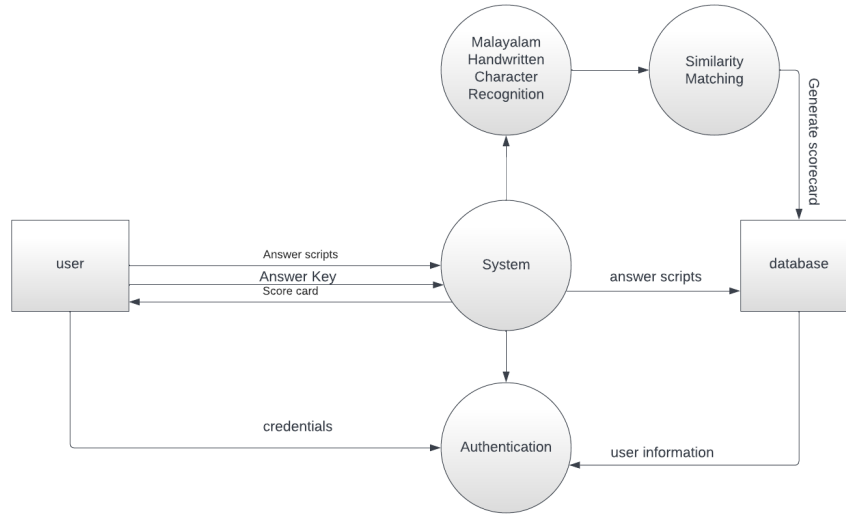 Malayalam
Handwritten
Character
Recognition
Similarity
Matching
Generate scorecard
user
Answer scripts
Answer Key
Score card
System
answer scripts
database
credentials
Authentication
user information